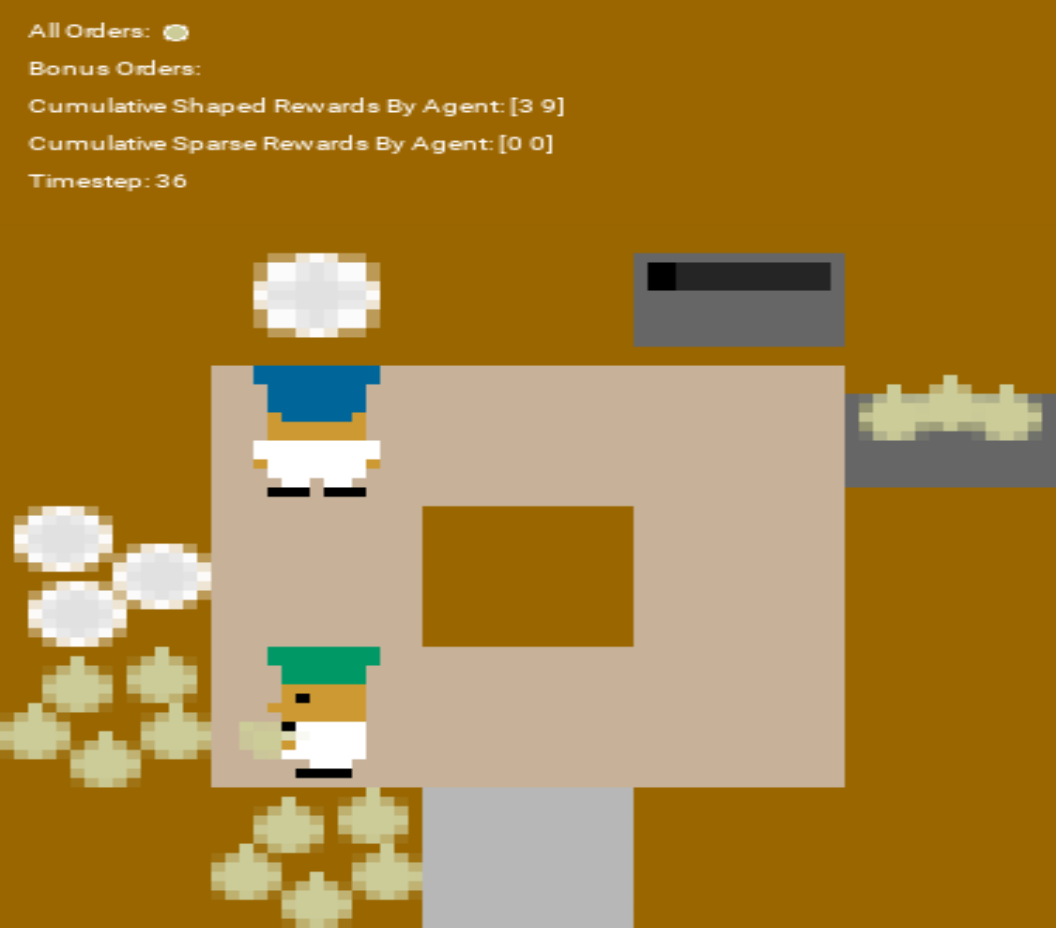 All Orders:
Bonus Orders:
Cumulative Shaped Rewards By Agent: [3 9]
Cumulative Sparse Rewards By Agent: [0 0]
Timestep: 36